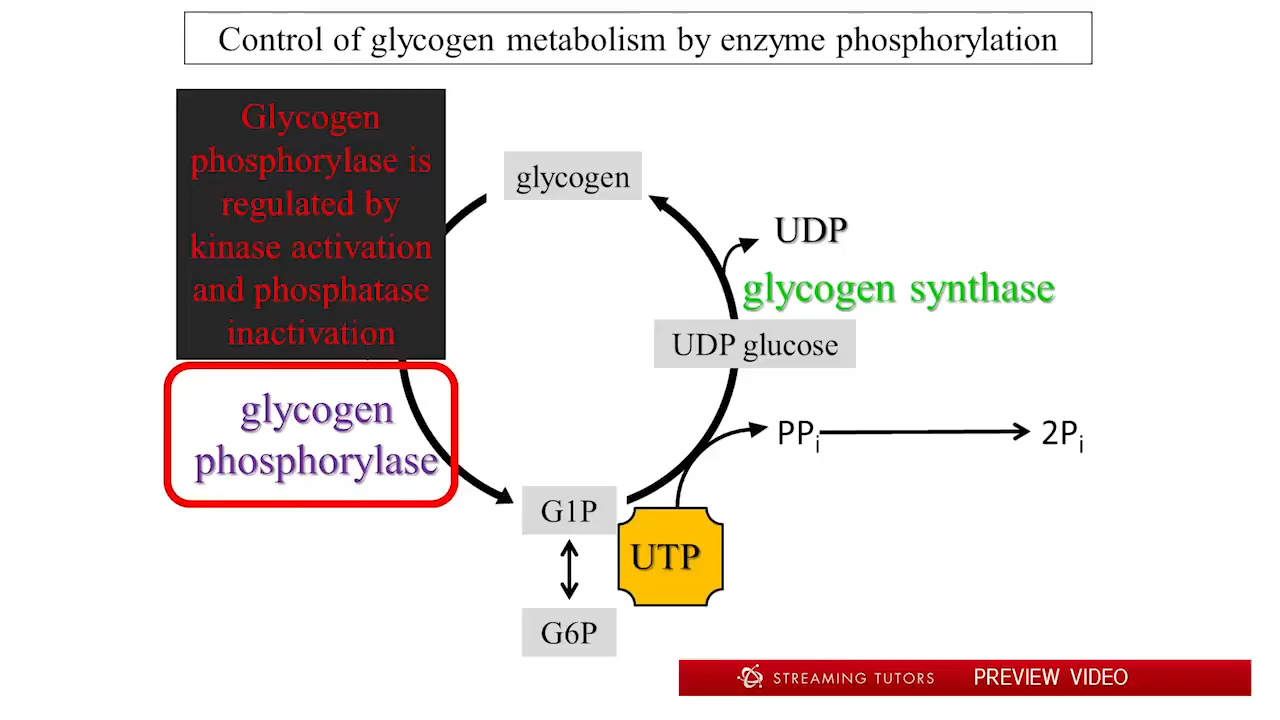 Control of glycogen metabolism by enzyme phosphorylation
Glycogen
phosphorylase is
regulated by
kinase activation
and phosphatase
inactivation
glycogen
UDP
glycogen synthase
UDP glucose
glycogen
phosphorylase
PPi
2Pi
G1P
UTP
G6P
STREAMING TUTORS PREVIEW VIDEO